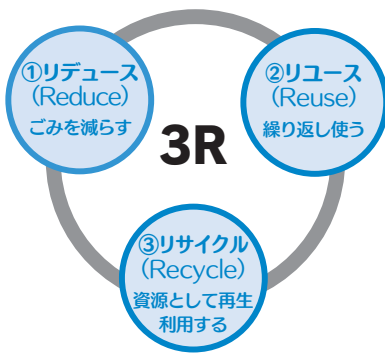 ①リデュース
(Reduce)
ごみを減らす
②リユース
(Reuse)
繰り返し使う
3R
③リサイクル
(Recycle)
資源として再生
利用する